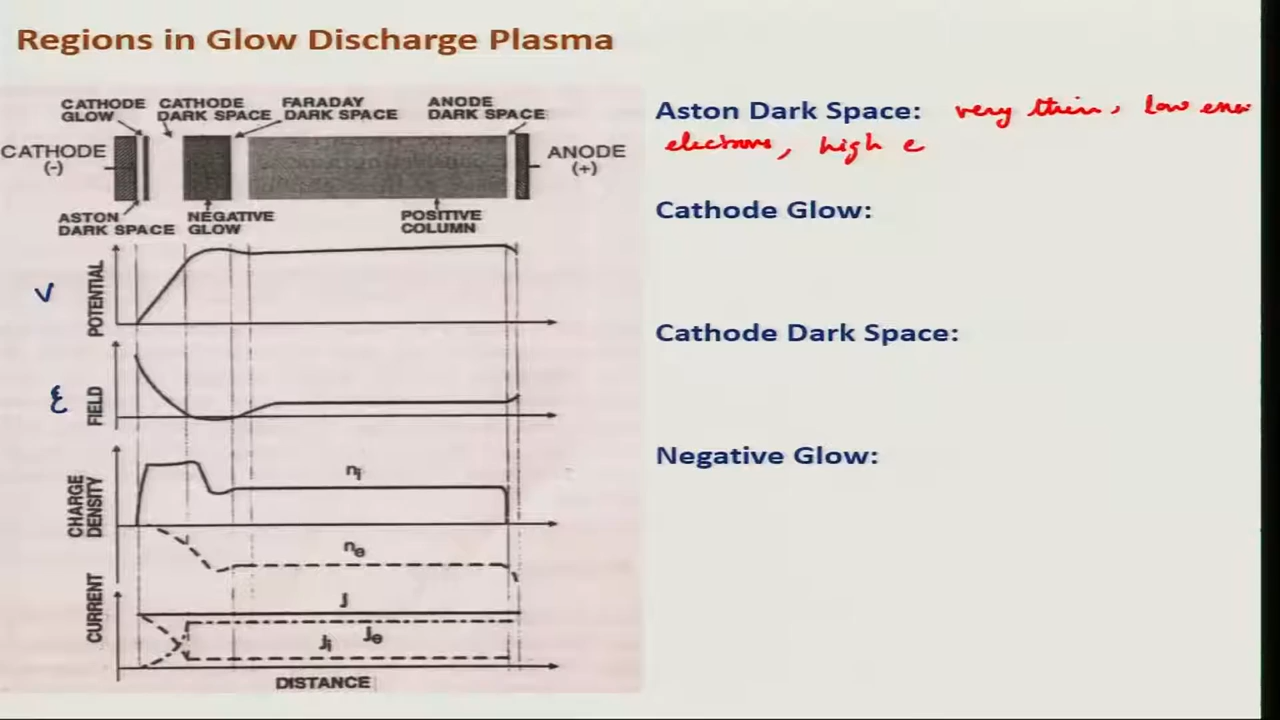 Regions in Glow Discharge Plasma
CATHODE GLOW
CATHODE DARK SPACE
FARADAY DARK SPACE
ANODE DARK SPACE
CATHODE (-)
ANODE (+)
ASTON DARK SPACE
NEGATIVE GLOW
POSITIVE COLUMN
V
POTENTIAL
ξ
FIELD
CHARGE DENSITY
ni
ne
CURRENT
J
Ji
Je
DISTANCE
Aston Dark Space: very thin, low ener
electrons, high e
Cathode Glow:
Cathode Dark Space:
Negative Glow: